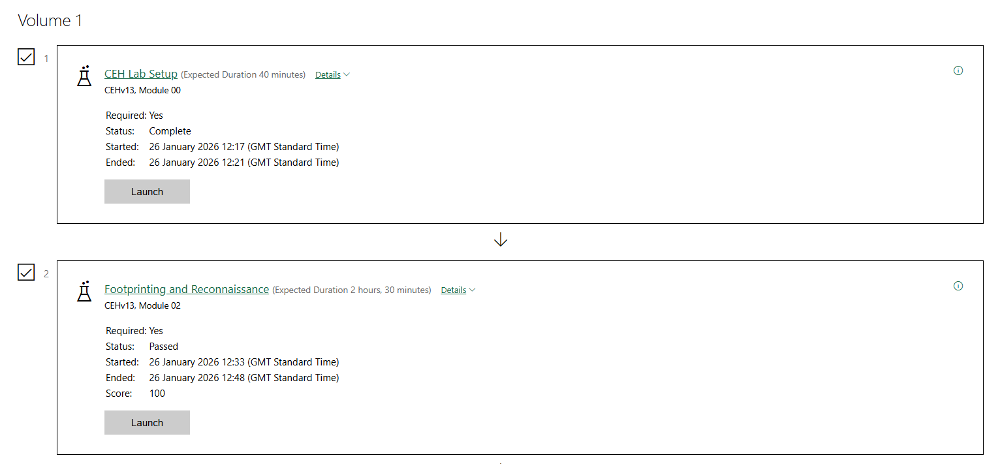 Volume 1
1
CEH Lab Setup (Expected Duration 40 minutes) Details
CEHv13, Module 00
Required: Yes
Status: Complete
Started: 26 January 2026 12:17 (GMT Standard Time)
Ended: 26 January 2026 12:21 (GMT Standard Time)
Launch
2
Footprinting and Reconnaissance (Expected Duration 2 hours, 30 minutes) Details
CEHv13, Module 02
Required: Yes
Status: Passed
Started: 26 January 2026 12:33 (GMT Standard Time)
Ended: 26 January 2026 12:48 (GMT Standard Time)
Score: 100
Launch